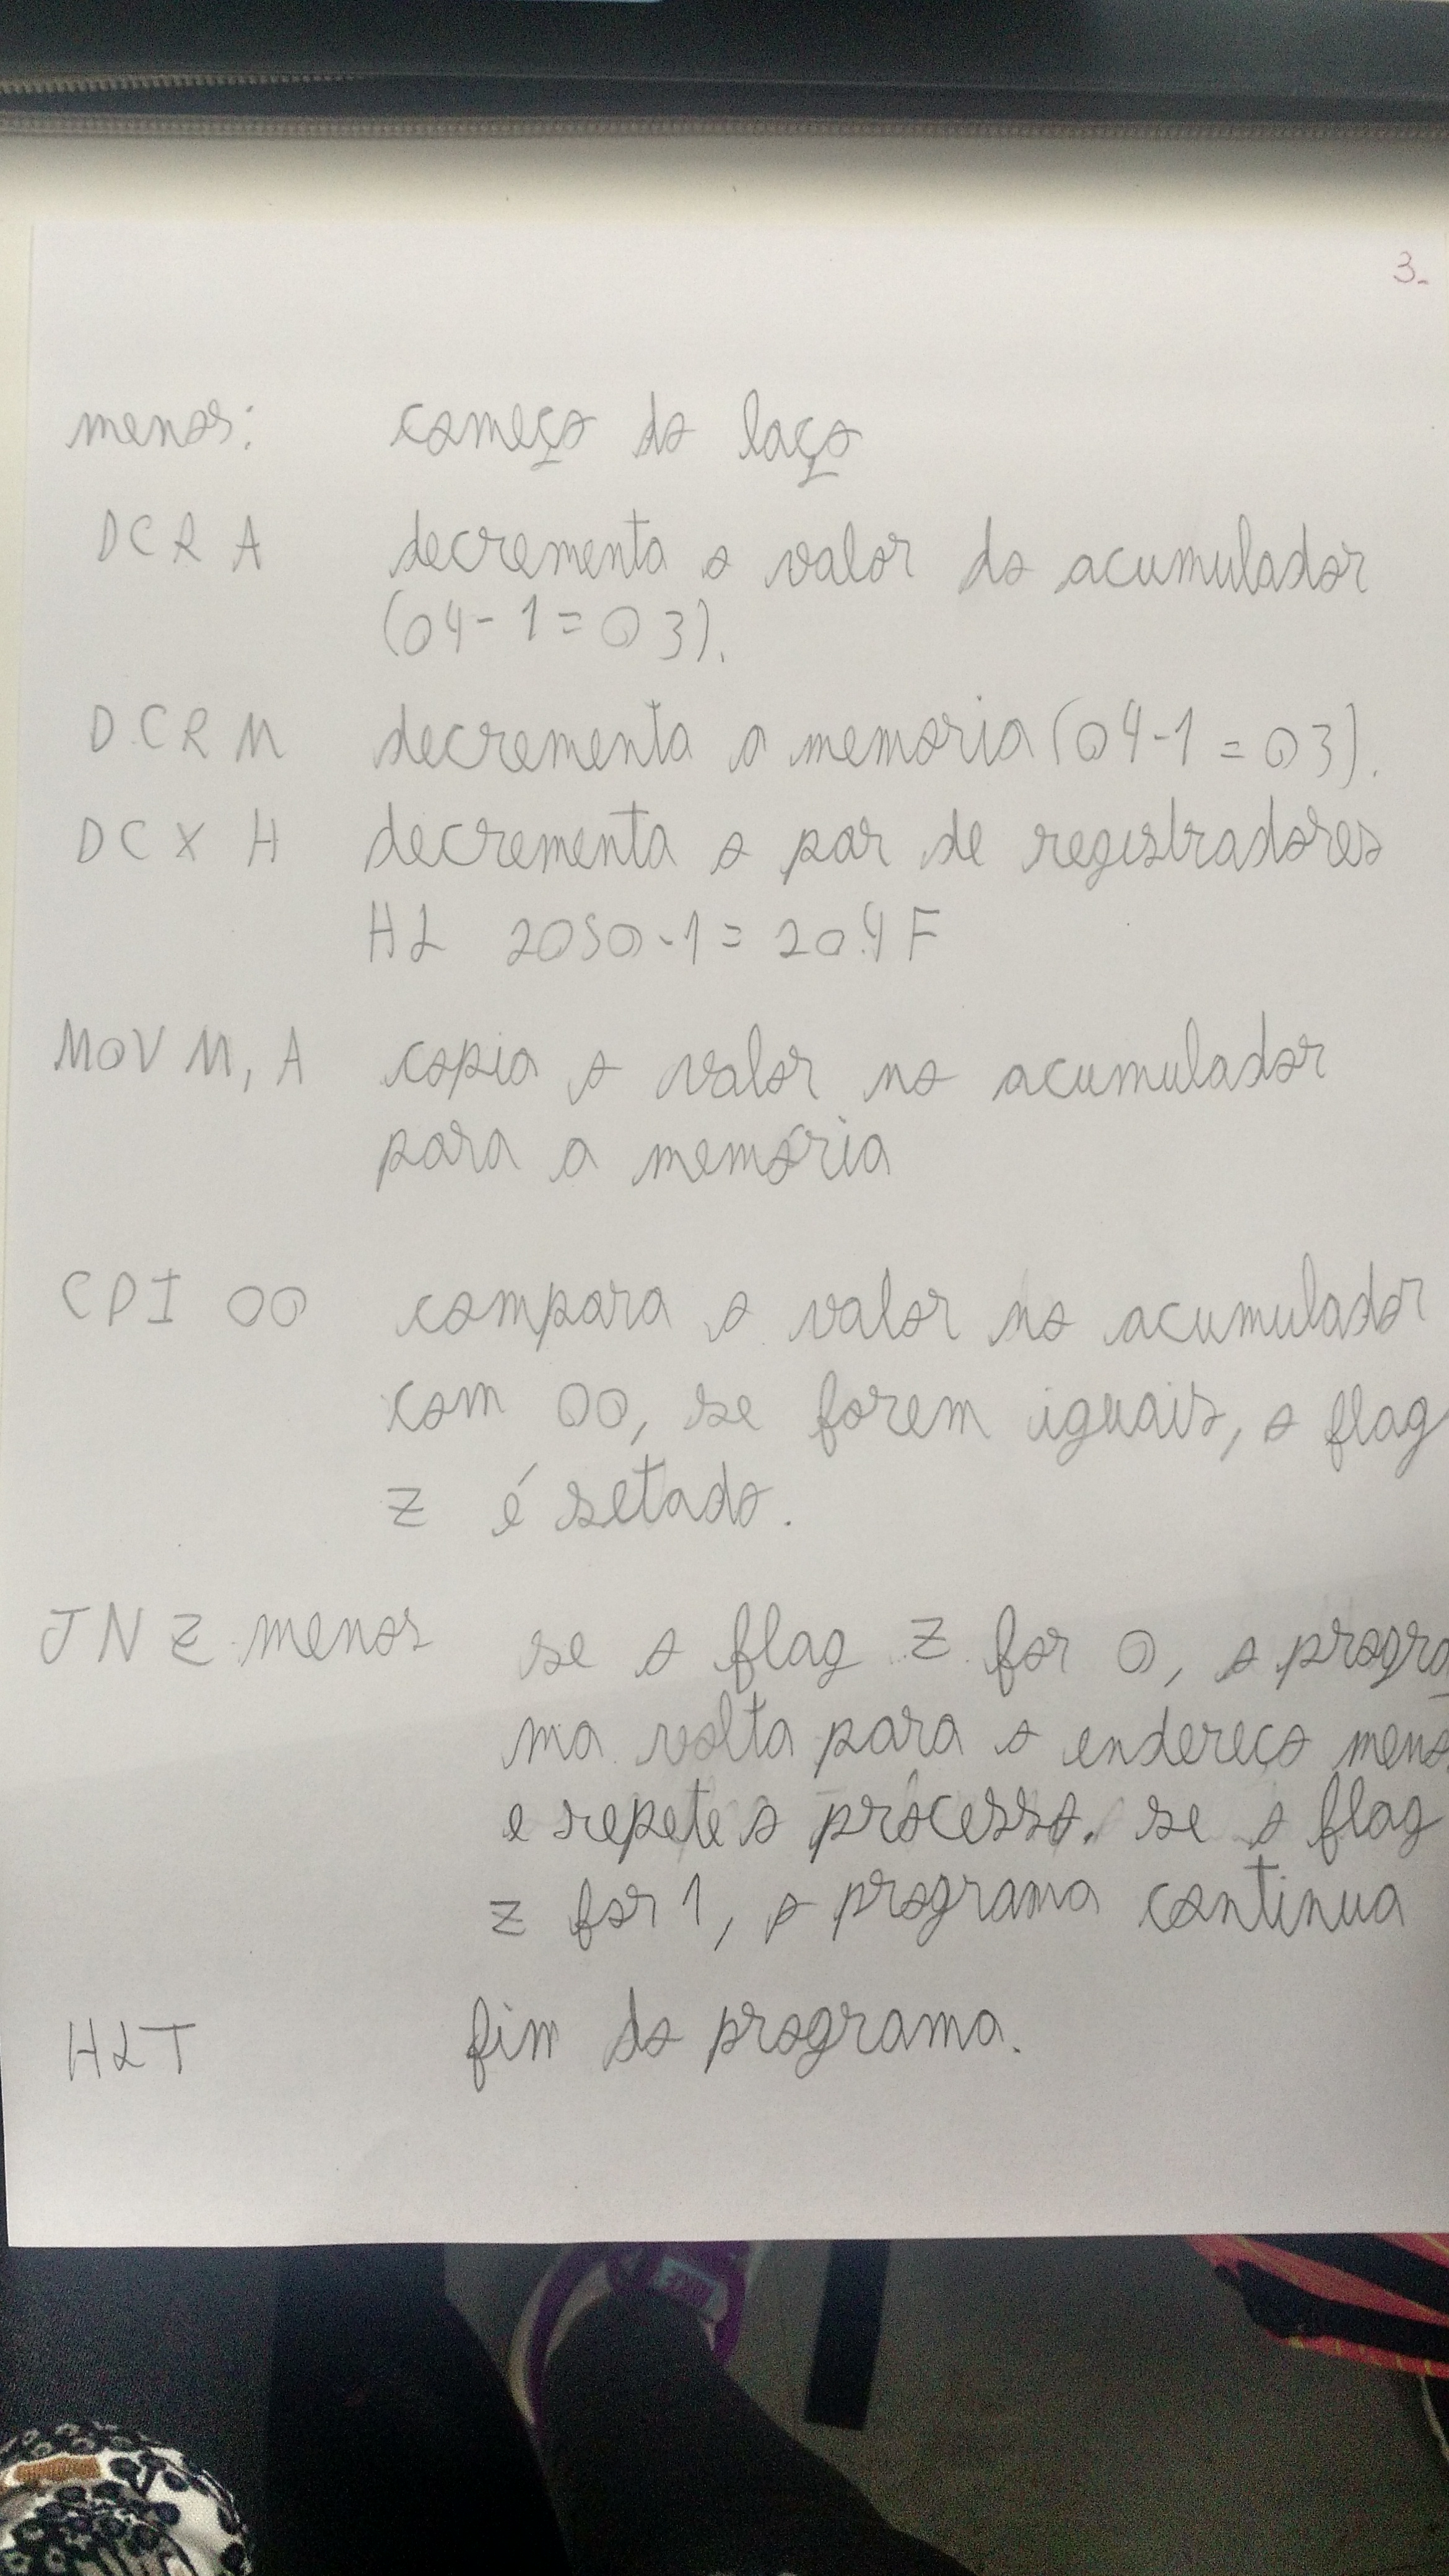 3.
menos: começo do laço
DCR A decrementa o valor do acumulador
(04-1=03).
DCR M decrementa a memoria (04-1=03).
DCX H decrementa o par de registradores
HL 2050-1=204F
MOV M, A copia o valor no acumulador
para a memória
CPI 00 compara o valor no acumulador
com 00, se forem iguais, o flag
z é setado.
JNZ menos se o flag z for 0, o progra
ma volta para o endereço menos
e repete o processo. se o flag
z for 1, o programa continua
HLT fim do programa.